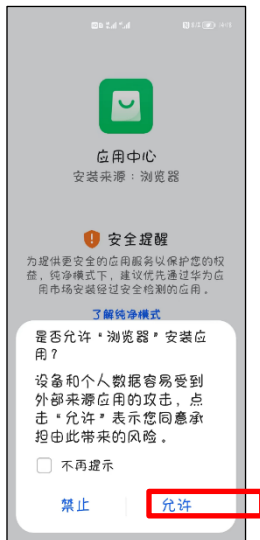 应用中心
安装来源：浏览器
安全提醒
为提供更安全的应用服务以保护您的权
益，纯净模式下，建议优先通过华为应
用市场安装经过安全检测的应用。
了解纯净模式
是否允许“浏览器”安装应
用？
设备和个人数据容易受到
外部来源应用的攻击，点
击“允许”表示您同意承
担由此带来的风险。
不再提示
禁止
允许